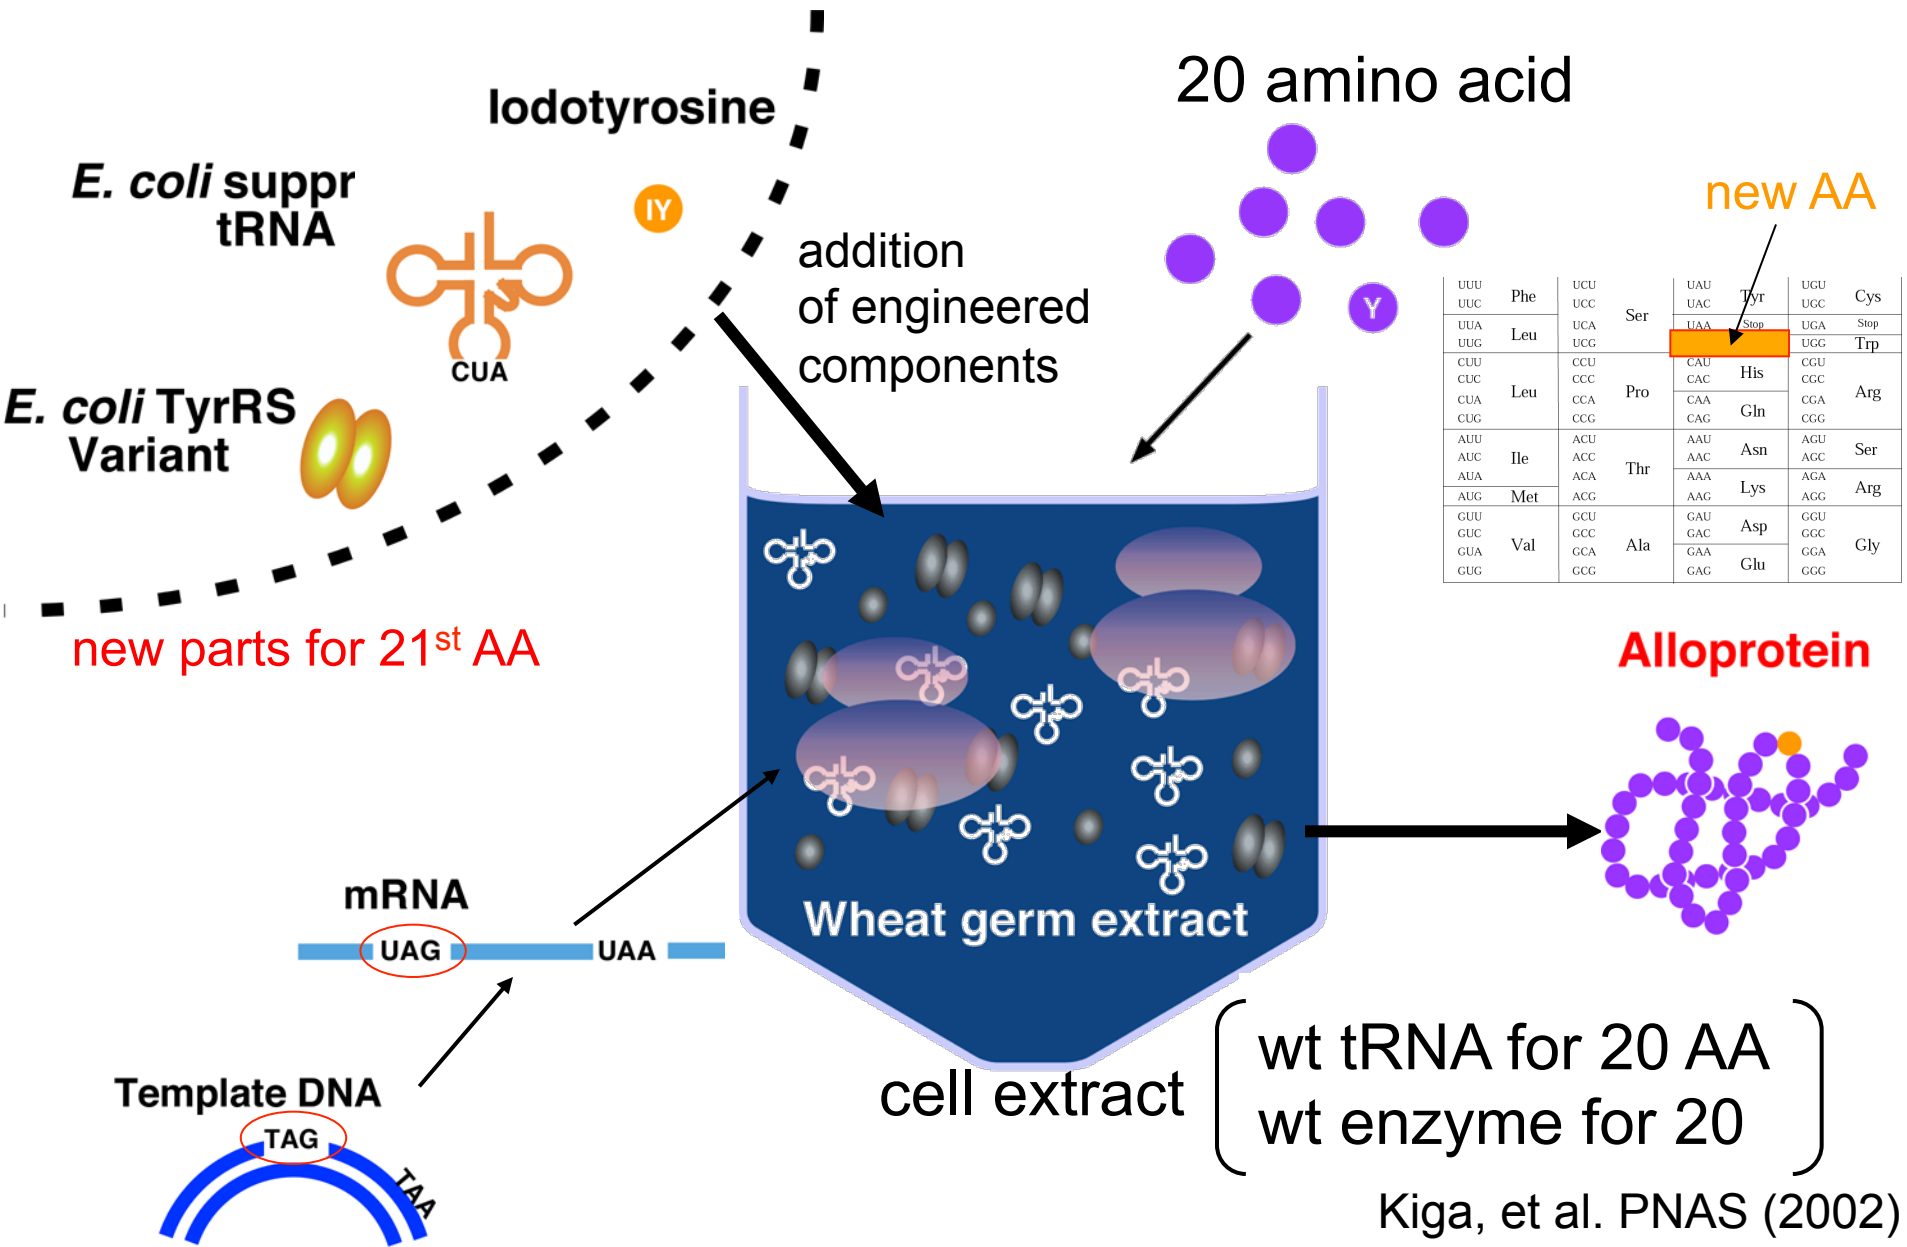 Iodotyrosine
E. coli suppr
tRNA
IY
CUA
E. coli TyrRS
Variant
new parts for 21st AA
addition
of engineered
components
20 amino acid
Y
new AA
UUU Phe UCU Ser UAU Tyr UGU Cys
UUC UCC UAC UGC
UUA Leu UCA UAA Stop UGA Stop
UUG UCG UGG Trp
CUU Leu CCU Pro CAU His CGU Arg
CUC CCC CAC CGC
CUA CCA CAA Gln CGA
CUG CCG CAG CGG
AUU Ile ACU Thr AAU Asn AGU Ser
AUC ACC AAC AGC
AUA ACA AAA Lys AGA Arg
AUG Met ACG AAG AGG
GUU Val GCU Ala GAU Asp GGU Gly
GUC GCC GAC GGC
GUA GCA GAA Glu GGA
GUG GCG GAG GGG
Alloprotein
mRNA
UAG UAA
Template DNA
TAG
TAA
Wheat germ extract
cell extract
wt tRNA for 20 AA
wt enzyme for 20
Kiga, et al. PNAS (2002)